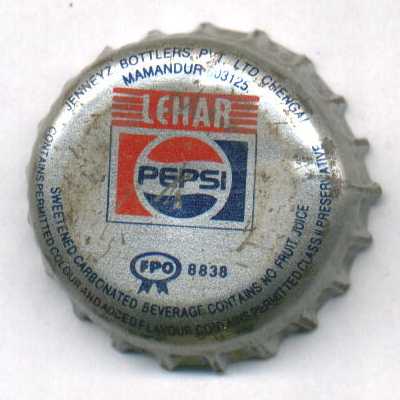 JENNEYZ BOTTLERS PVT. LTD. CHENGAI
MAMANDUR 603125
LEHAR
PEPSI
FPO 8838
SWEETENED CARBONATED BEVERAGE CONTAINS NO FRUIT JUICE
CONTAINS PERMITTED COLOUR AND ADDED FLAVOUR CONTAINS PERMITTED CLASS II PRESERVATIVE